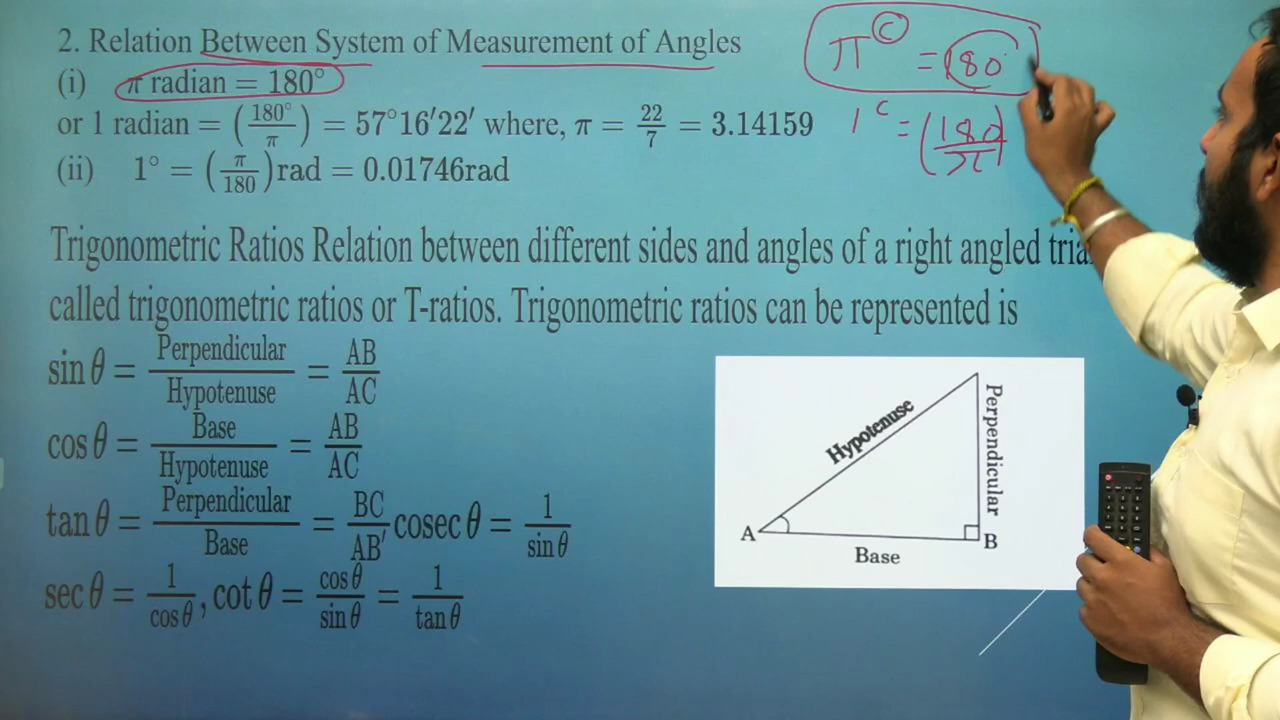 2. Relation Between System of Measurement of Angles
(i) π radian = 180°
or 1 radian = (180°/π) = 57°16′22′ where, π = 22/7 = 3.14159
(ii) 1° = (π/180)rad = 0.01746rad
π^c = 180°
1^c = (180/π)
Trigonometric Ratios Relation between different sides and angles of a right angled tria
called trigonometric ratios or T-ratios. Trigonometric ratios can be represented is
sin θ = Perpendicular/Hypotenuse = AB/AC
cos θ = Base/Hypotenuse = AB/AC
tan θ = Perpendicular/Base = BC/AB′ cosec θ = 1/sin θ
sec θ = 1/cos θ, cot θ = cos θ/sin θ = 1/tan θ
Hypotenuse
Perpendicular
A
B
Base